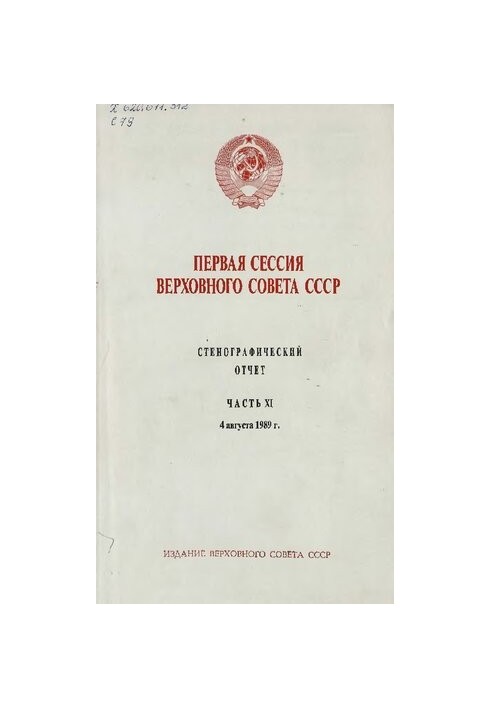 С 79
ПЕРВАЯ СЕССИЯ
ВЕРХОВНОГО СОВЕТА СССР
СТЕНОГРАФИЧЕСКИЙ
ОТЧЕТ
ЧАСТЬ XI
4 августа 1989 г.
ИЗДАНИЕ ВЕРХОВНОГО СОВЕТА СССР